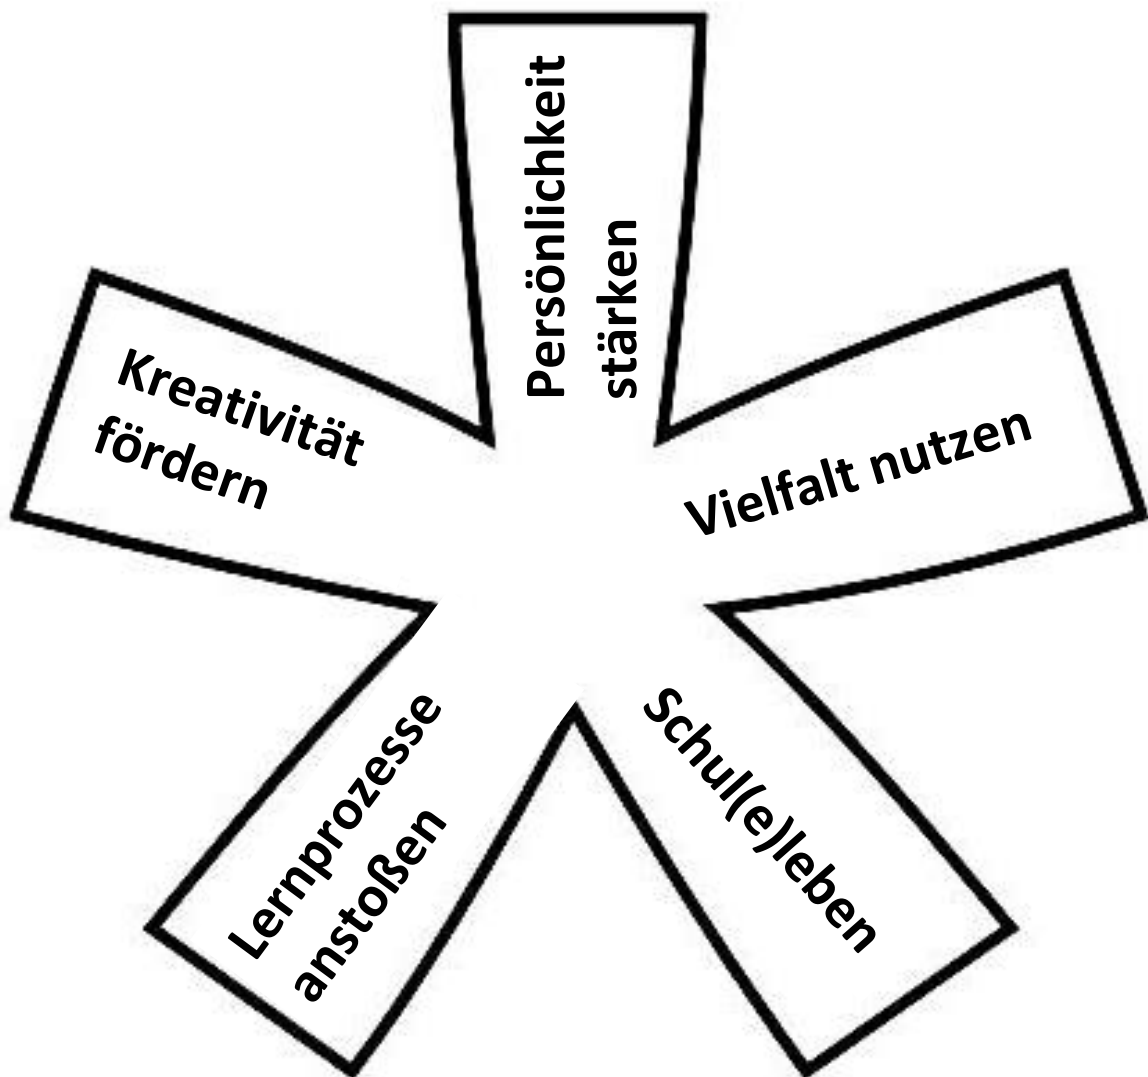 Persönlichkeit
stärken
Kreativität
fördern
Vielfalt nutzen
Lernprozesse
anstoßen
Schul(e)leben